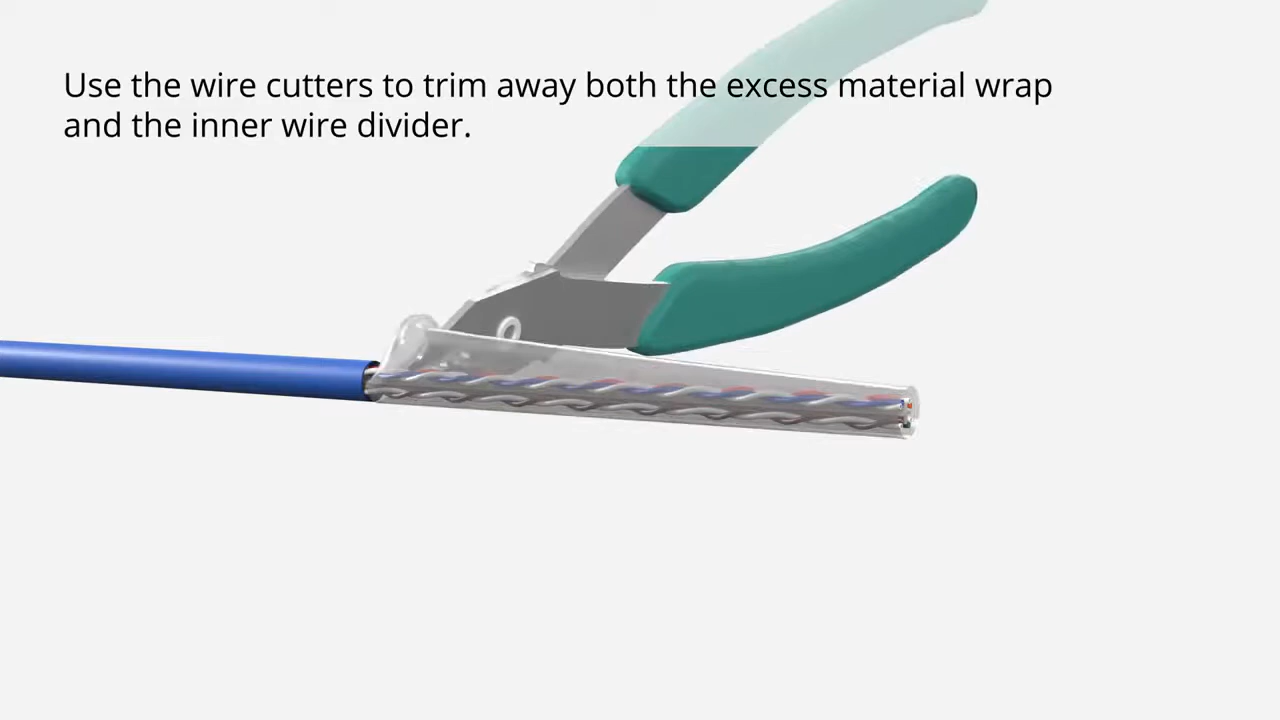 Use the wire cutters to trim away both the excess material wrap
and the inner wire divider.